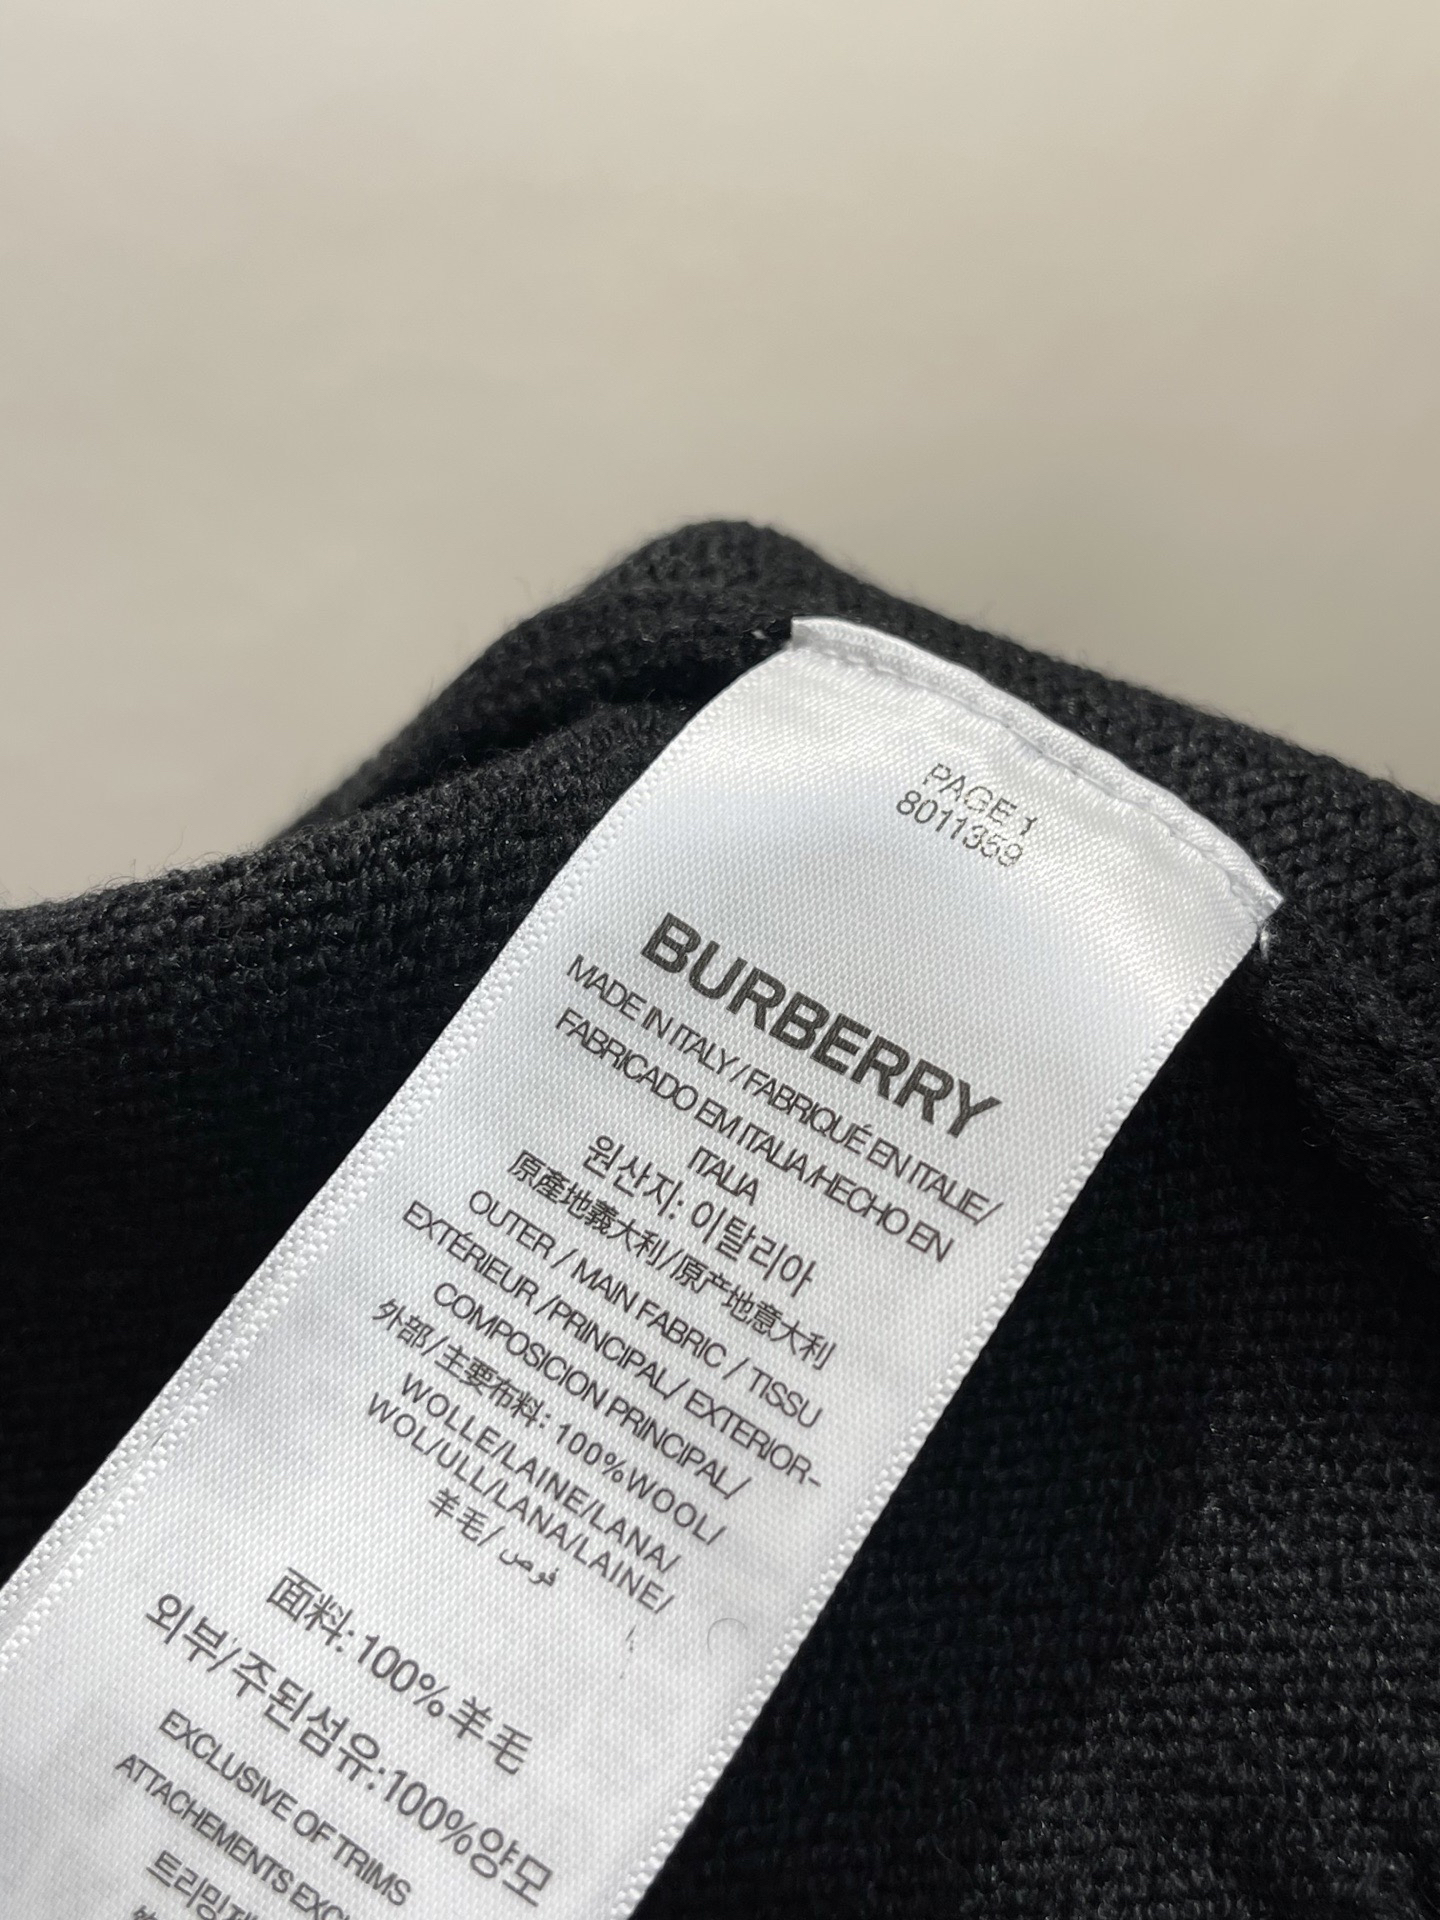 PAGE 1
8011359
BURBERRY
MADE IN ITALY / FABRIQUÉ EN ITALIE/
FABRICADO EM ITALIA/HECHO EN
ITALIA
원산지: 이탈리아
原產地義大利/原产地意大利
OUTER / MAIN FABRIC / TISSU
EXTÉRIEUR /PRINCIPAL/ EXTERIOR-
COMPOSICION PRINCIPAL/
外部/主要布料: 100%WOOL/
WOLLE/LAINE/LANA/
WOL/ULL/LANA/LAINE/
羊毛/
面料: 100%羊毛
외부/주된섬유:100%양모
EXCLUSIVE OF TRIMS
ATTACHEMENTS EXC
트리밍